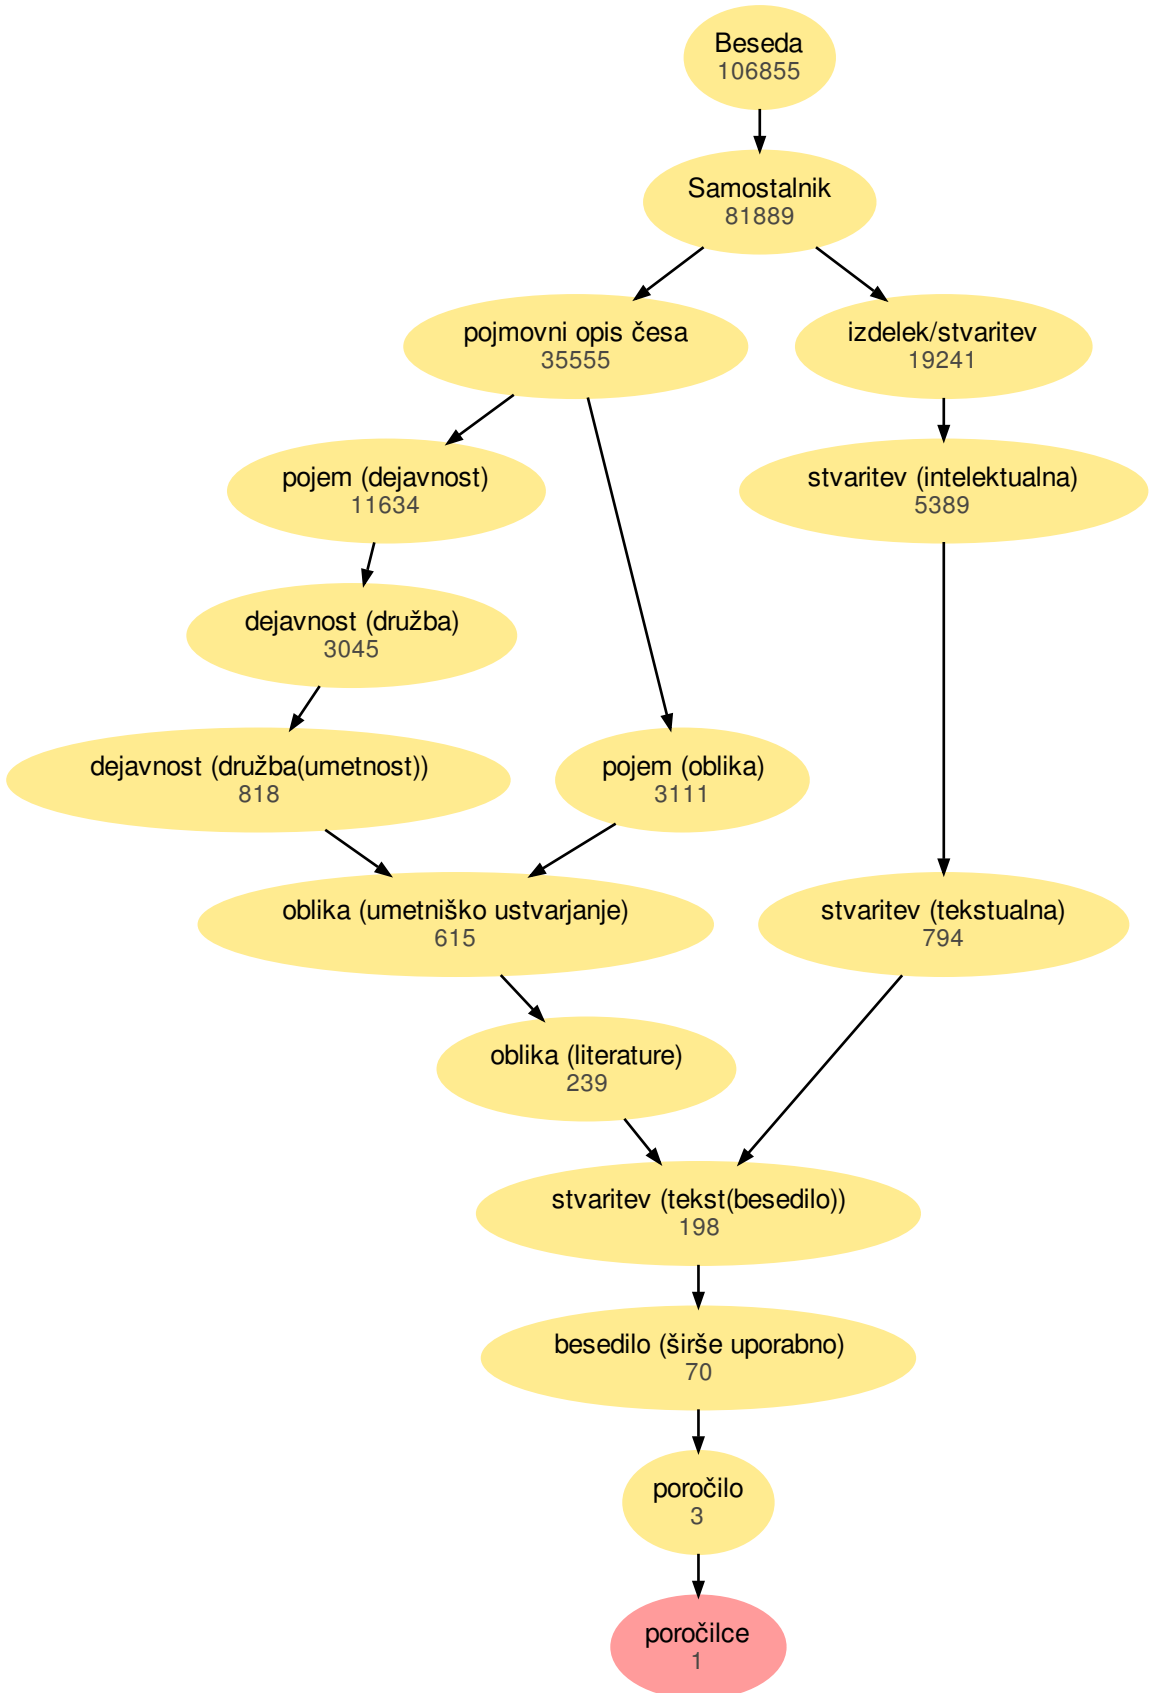 Beseda
106855
Samostalnik
81889
pojmovni opis česa
35555
izdelek/stvaritev
19241
pojem (dejavnost)
11634
stvaritev (intelektualna)
5389
dejavnost (družba)
3045
dejavnost (družba(umetnost))
818
pojem (oblika)
3111
oblika (umetniško ustvarjanje)
615
stvaritev (tekstualna)
794
oblika (literature)
239
stvaritev (tekst(besedilo))
198
besedilo (širše uporabno)
70
poročilo
3
poročilce
1